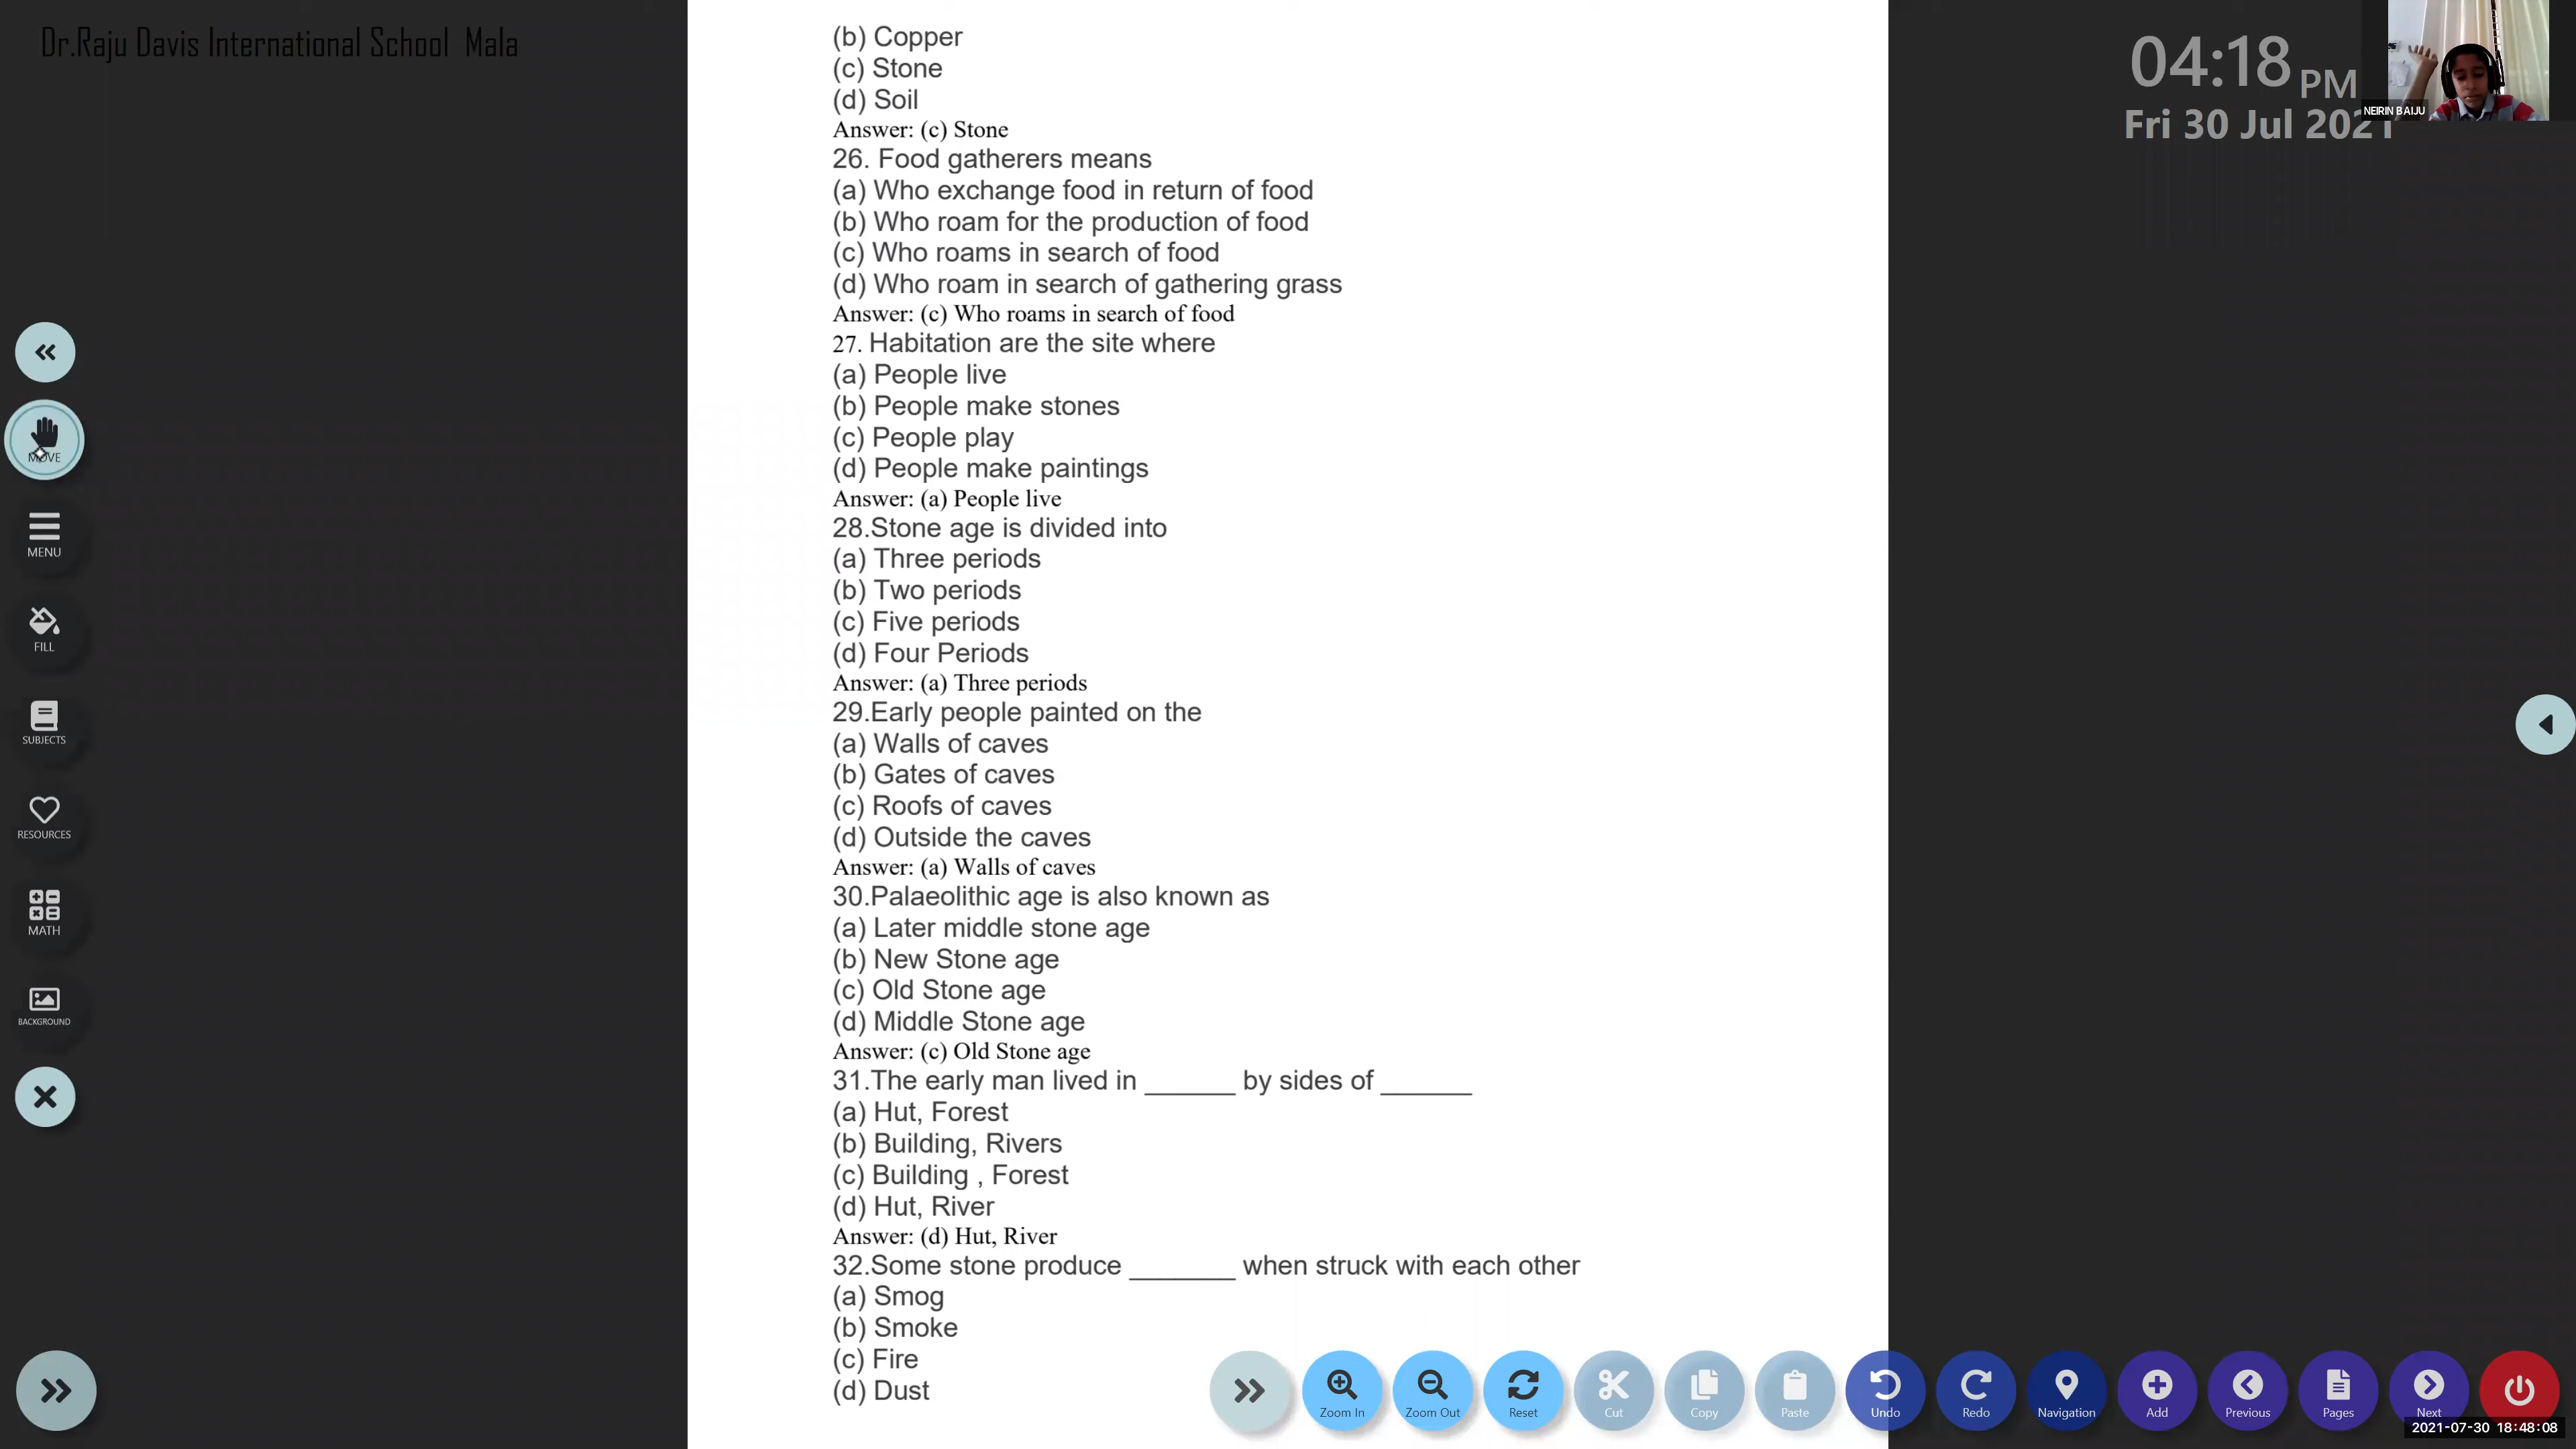 Dr.Raju Davis International School Mala
(b) Copper
(c) Stone
(d) Soil
Answer: (c) Stone
26. Food gatherers means
(a) Who exchange food in return of food
(b) Who roam for the production of food
(c) Who roams in search of food
(d) Who roam in search of gathering grass
Answer: (c) Who roams in search of food
27. Habitation are the site where
(a) People live
(b) People make stones
(c) People play
(d) People make paintings
Answer: (a) People live
28.Stone age is divided into
(a) Three periods
(b) Two periods
(c) Five periods
(d) Four Periods
Answer: (a) Three periods
29.Early people painted on the
(a) Walls of caves
(b) Gates of caves
(c) Roofs of caves
(d) Outside the caves
Answer: (a) Walls of caves
30.Palaeolithic age is also known as
(a) Later middle stone age
(b) New Stone age
(c) Old Stone age
(d) Middle Stone age
Answer: (c) Old Stone age
31.The early man lived in ______ by sides of ______
(a) Hut, Forest
(b) Building, Rivers
(c) Building , Forest
(d) Hut, River
Answer: (d) Hut, River
32.Some stone produce _______ when struck with each other
(a) Smog
(b) Smoke
(c) Fire
(d) Dust
04:18 PM
Fri 30 Jul 2021
NEIRIN BAIJU
MOVE
MENU
FILL
SUBJECTS
RESOURCES
MATH
BACKGROUND
Zoom In
Zoom Out
Reset
Cut
Copy
Paste
Undo
Redo
Navigation
Add
Previous
Pages
Next
2021-07-30 18:48:08